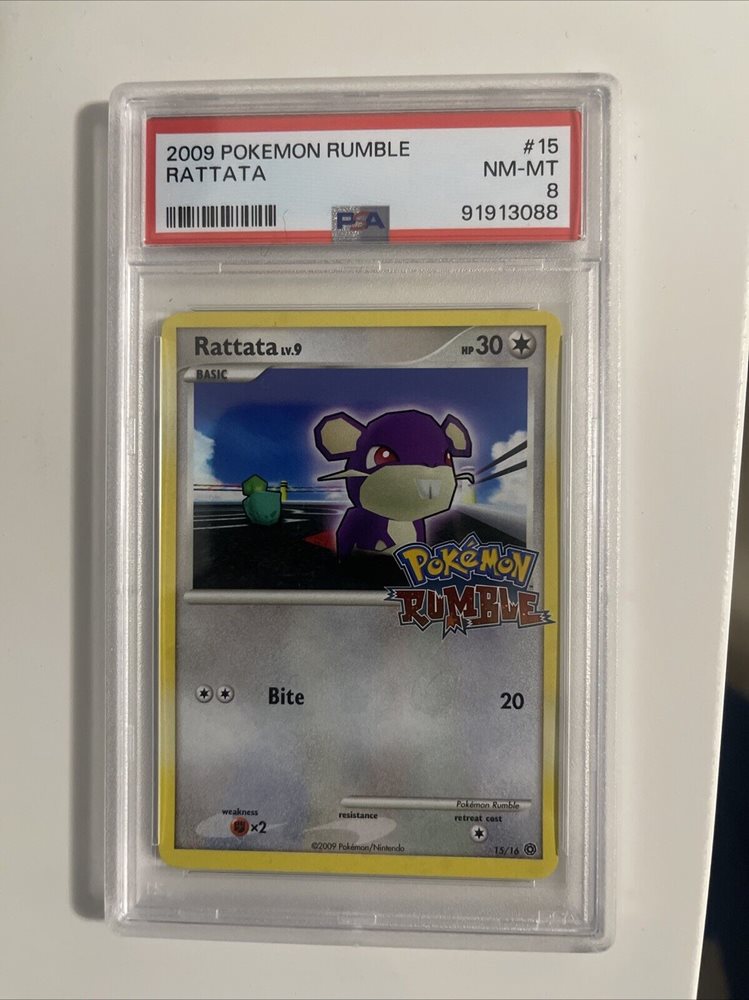 2009 POKEMON RUMBLE #15
RATTATA NM-MT
8
PSA 91913088
Rattata LV.9 HP 30
BASIC
POKéMON
RUMBLE
Bite 20
Pokémon Rumble
weakness resistance retreat cost
×2
©2009 Pokémon/Nintendo 15/16